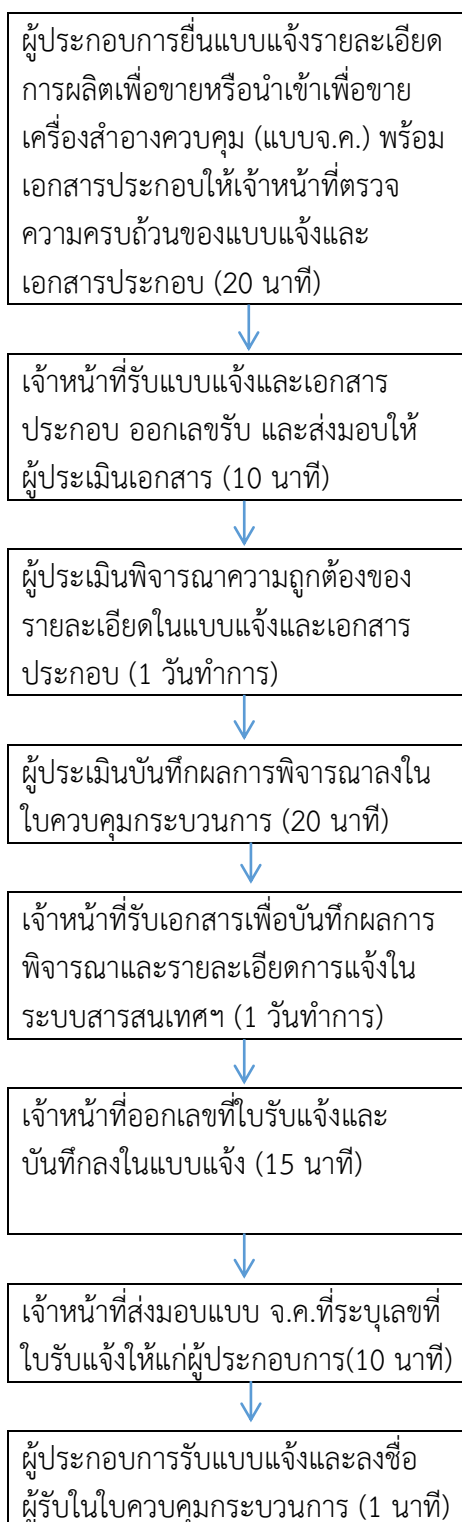 ผู้ประกอบการยื่นแบบแจ้งรายละเอียด
การผลิตเพื่อขายหรือนำเข้าเพื่อขาย
เครื่องสำอางควบคุม (แบบจ.ค.) พร้อม
เอกสารประกอบให้เจ้าหน้าที่ตรวจ
ความครบถ้วนของแบบแจ้งและ
เอกสารประกอบ (20 นาที)
เจ้าหน้าที่รับแบบแจ้งและเอกสาร
ประกอบ ออกเลขรับ และส่งมอบให้
ผู้ประเมินเอกสาร (10 นาที)
ผู้ประเมินพิจารณาความถูกต้องของ
รายละเอียดในแบบแจ้งและเอกสาร
ประกอบ (1 วันทำการ)
ผู้ประเมินบันทึกผลการพิจารณาลงใน
ใบควบคุมกระบวนการ (20 นาที)
เจ้าหน้าที่รับเอกสารเพื่อบันทึกผลการ
พิจารณาและรายละเอียดการแจ้งใน
ระบบสารสนเทศฯ (1 วันทำการ)
เจ้าหน้าที่ออกเลขที่ใบรับแจ้งและ
บันทึกลงในแบบแจ้ง (15 นาที)
เจ้าหน้าที่ส่งมอบแบบ จ.ค.ที่ระบุเลขที่
ใบรับแจ้งให้แก่ผู้ประกอบการ(10 นาที)
ผู้ประกอบการรับแบบแจ้งและลงชื่อ
ผู้รับในใบควบคุมกระบวนการ (1 นาที)